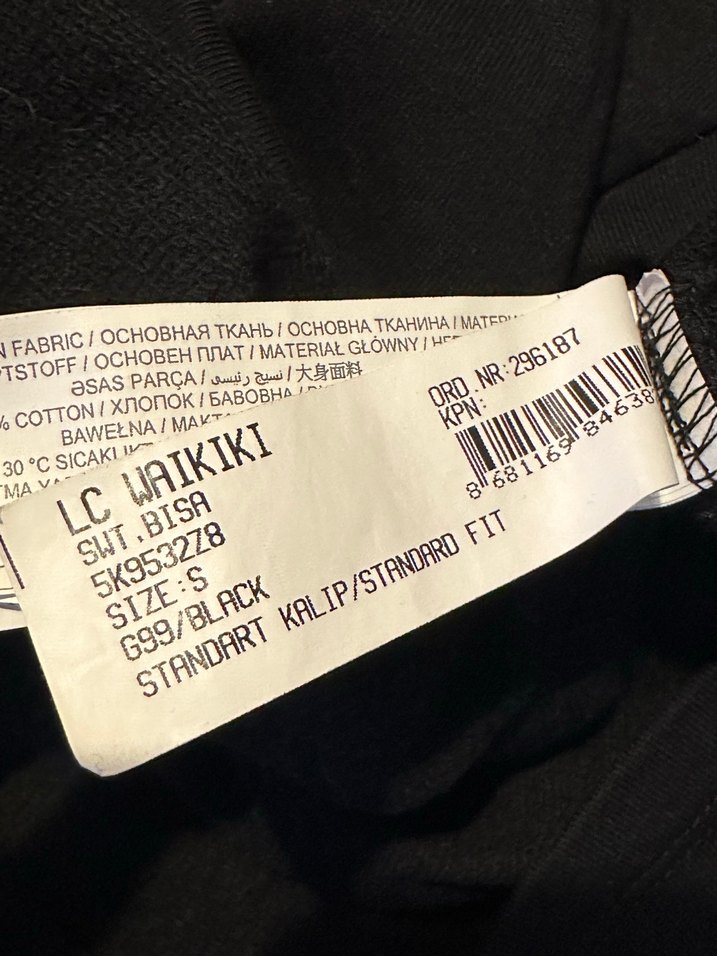 FABRIC / ОСНОВНАЯ ТКАНЬ / ОСНОВНА ТКАНИНА /
ОСНОВЕН ПЛАТ / MATERIAŁ GŁÓWNY /
ƏSAS PARÇA / نسيج رئيسي / 大身面料
% COTTON / ХЛОПОК / БАВОВНА /
BAWEŁNA /
30 °C
LC WAIKIKI
SWT.BISA
5K9532Z8
SIZE:S
G99/BLACK
STANDART KALIP/STANDARD FIT
ORD.NR:296187
KPN:
8 681169 84638